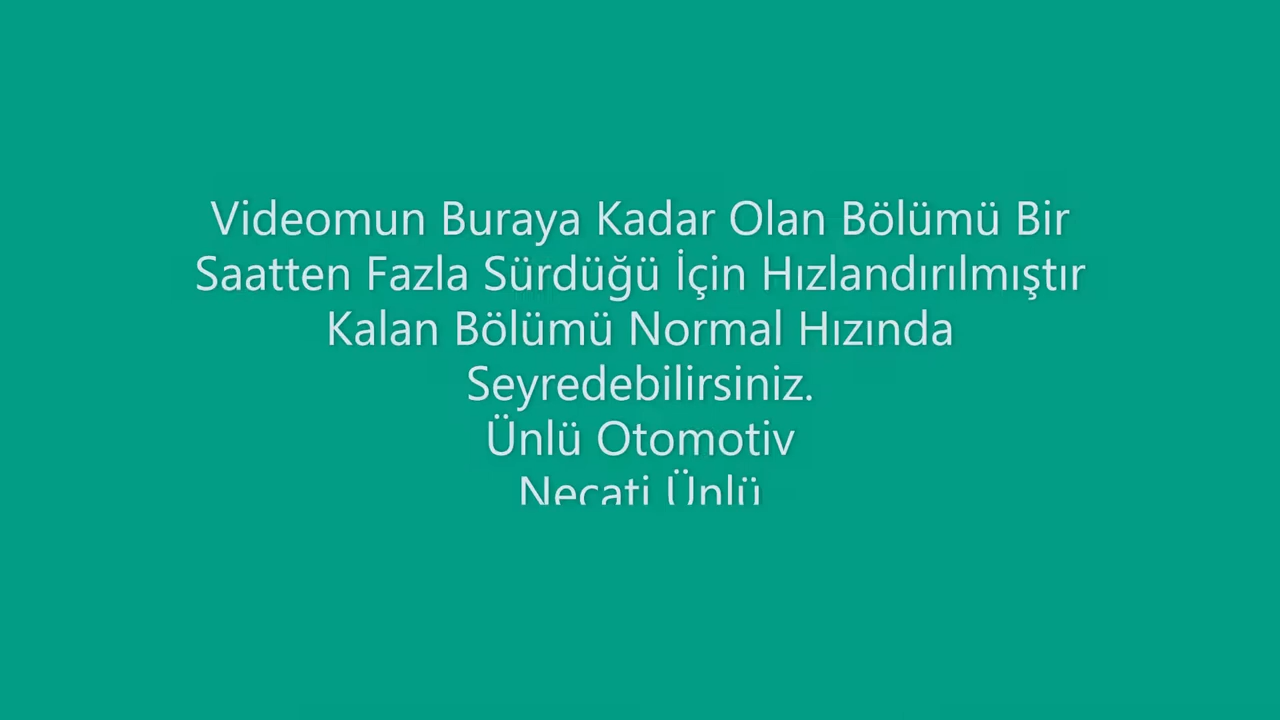 Videomun Buraya Kadar Olan Bölümü Bir
Saatten Fazla Sürdüğü İçin Hızlandırılmıştır
Kalan Bölümü Normal Hızında
Seyredebilirsiniz.
Ünlü Otomotiv
Necati Ünlü